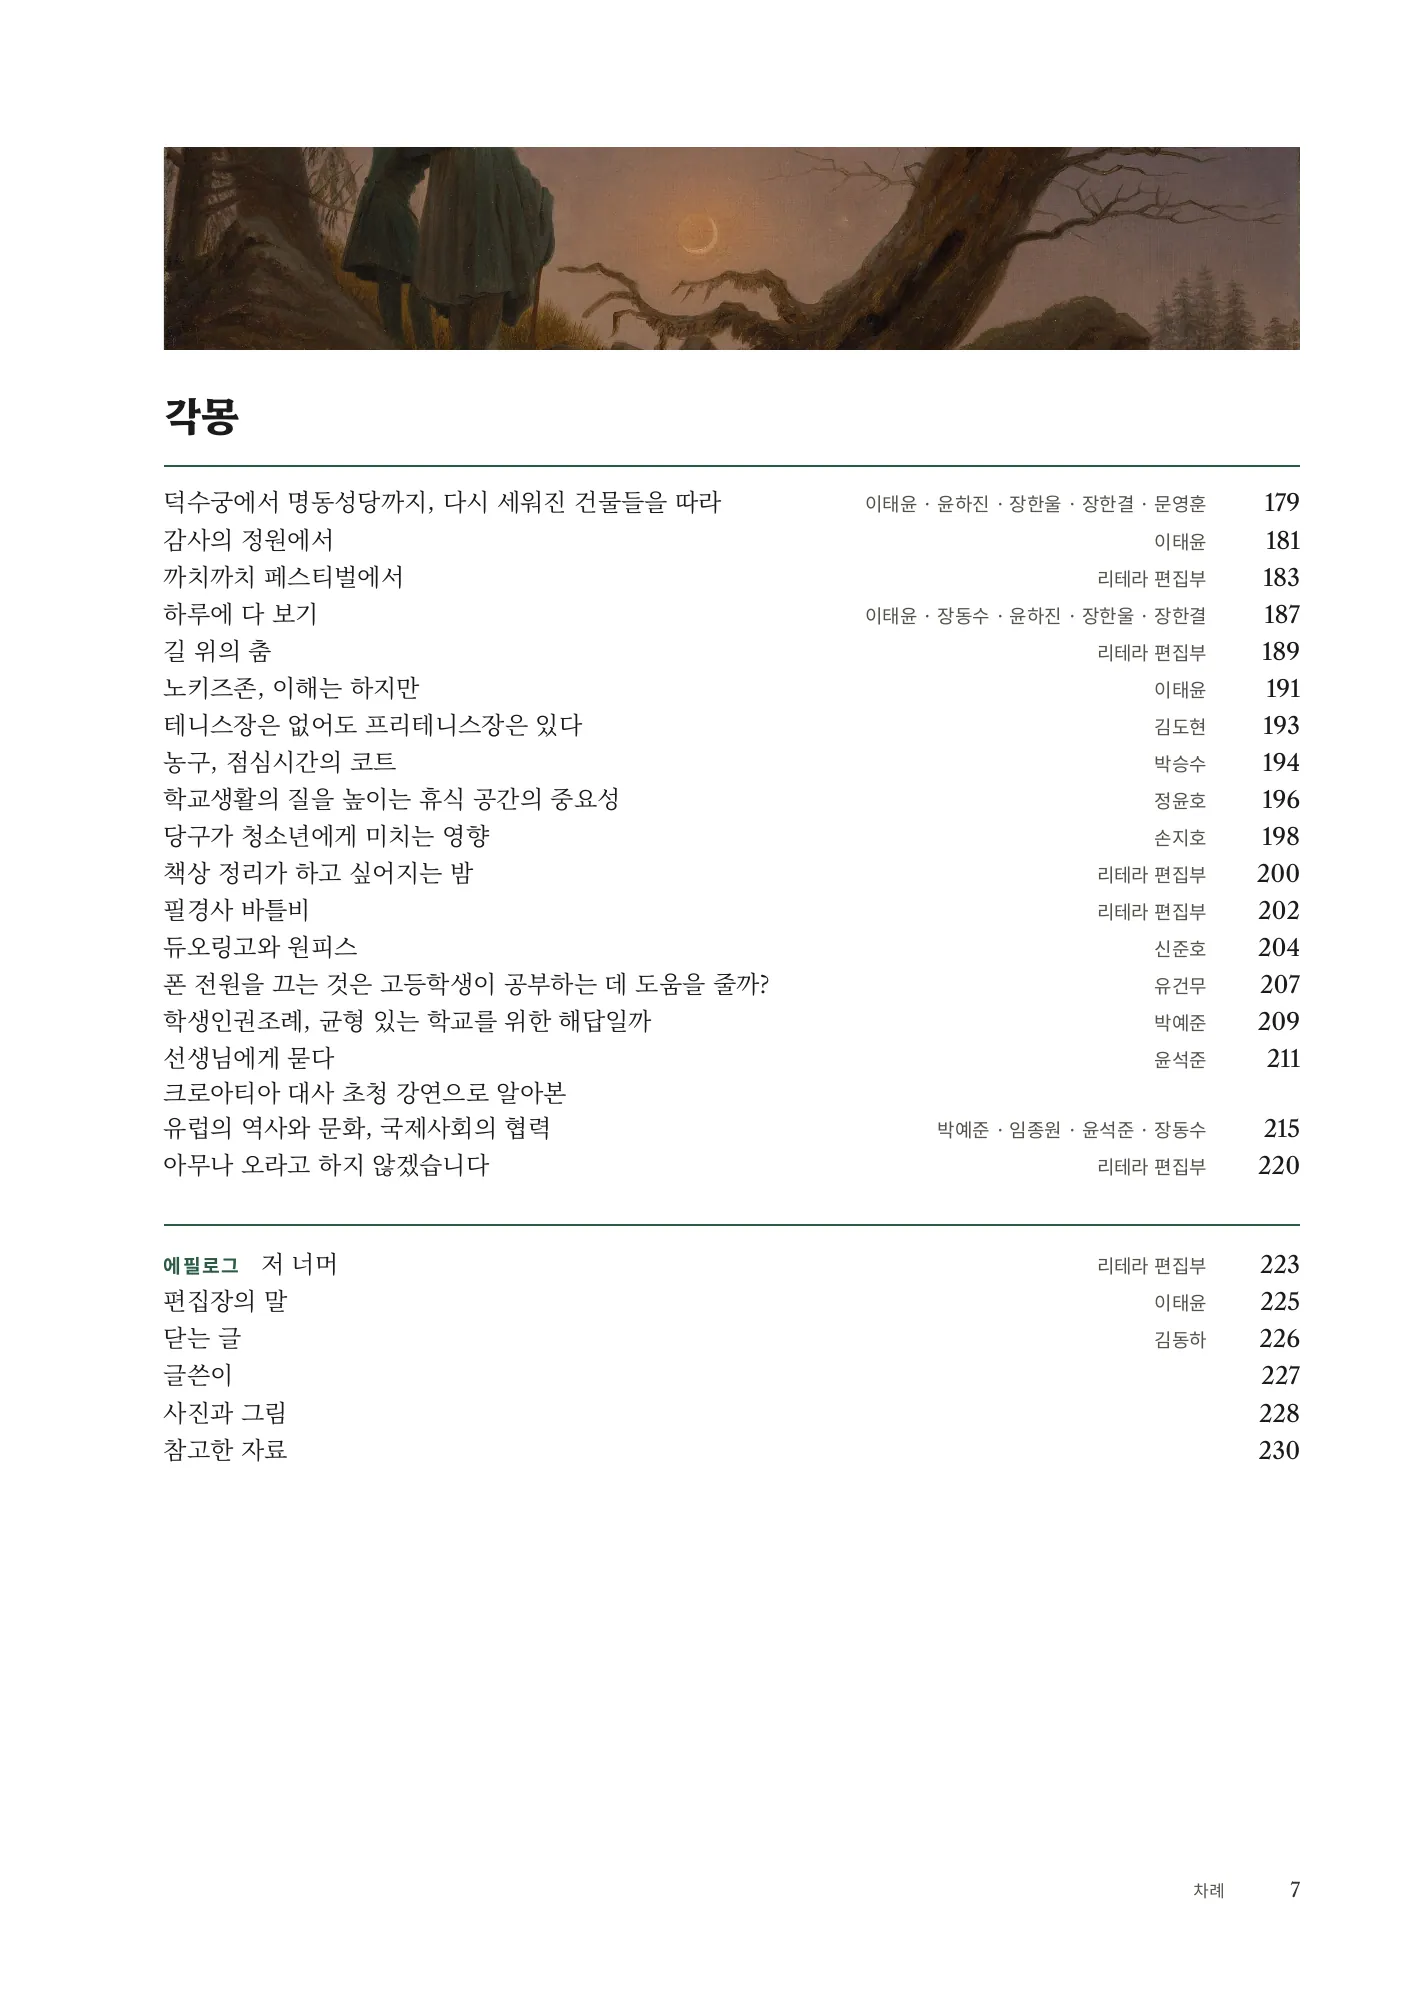 각몽
덕수궁에서 명동성당까지, 다시 세워진 건물들을 따라 이태윤 · 윤하진 · 장한울 · 장한결 · 문영훈 179
감사의 정원에서 이태윤 181
까치까치 페스티벌에서 리테라 편집부 183
하루에 다 보기 이태윤 · 장동수 · 윤하진 · 장한울 · 장한결 187
길 위의 춤 리테라 편집부 189
노키즈존, 이해는 하지만 이태윤 191
테니스장은 없어도 프리테니스장은 있다 김도현 193
농구, 점심시간의 코트 박승수 194
학교생활의 질을 높이는 휴식 공간의 중요성 정윤호 196
당구가 청소년에게 미치는 영향 손지호 198
책상 정리가 하고 싶어지는 밤 리테라 편집부 200
필경사 바틀비 리테라 편집부 202
듀오링고와 원피스 신준호 204
폰 전원을 끄는 것은 고등학생이 공부하는 데 도움을 줄까? 유건무 207
학생인권조례, 균형 있는 학교를 위한 해답일까 박예준 209
선생님에게 묻다 윤석준 211
크로아티아 대사 초청 강연으로 알아본
유럽의 역사와 문화, 국제사회의 협력 박예준 · 임종원 · 윤석준 · 장동수 215
아무나 오라고 하지 않겠습니다 리테라 편집부 220
에필로그 저 너머 리테라 편집부 223
편집장의 말 이태윤 225
닫는 글 김동하 226
글쓴이 227
사진과 그림 228
참고한 자료 230
차례 7